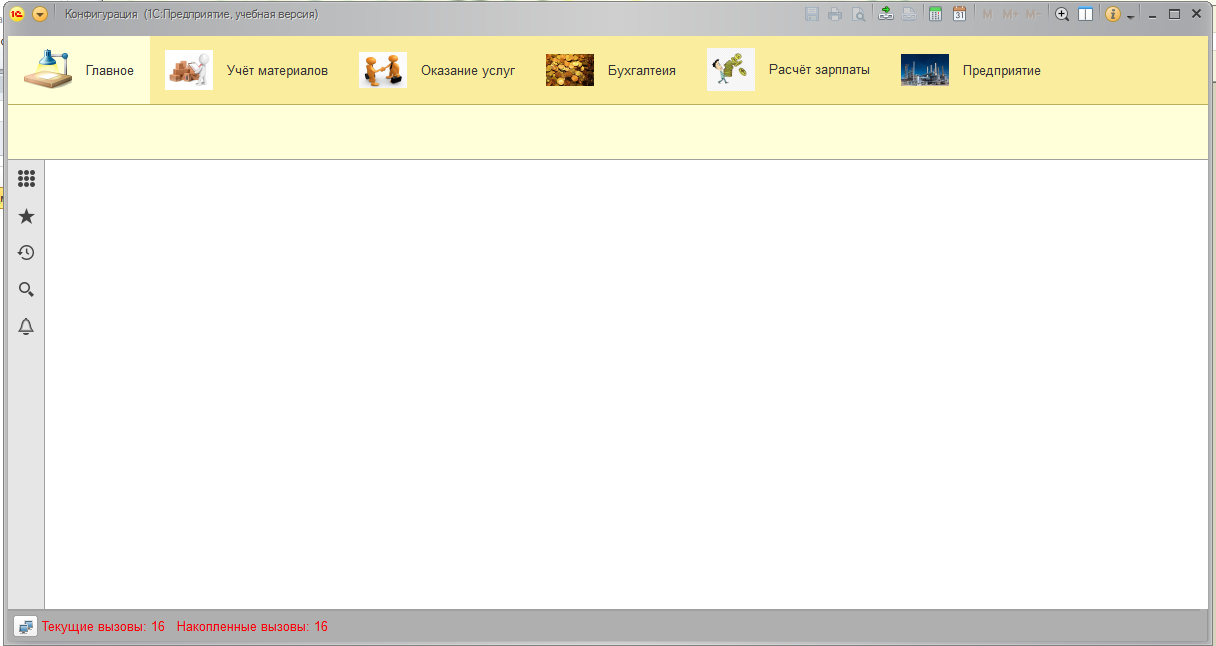 Конфигурация (1С:Предприятие, учебная версия)
M M+ M-
31
Главное
Учёт материалов
Оказание услуг
Бухгалтеия
Расчёт зарплаты
Предприятие
Текущие вызовы: 16 Накопленные вызовы: 16